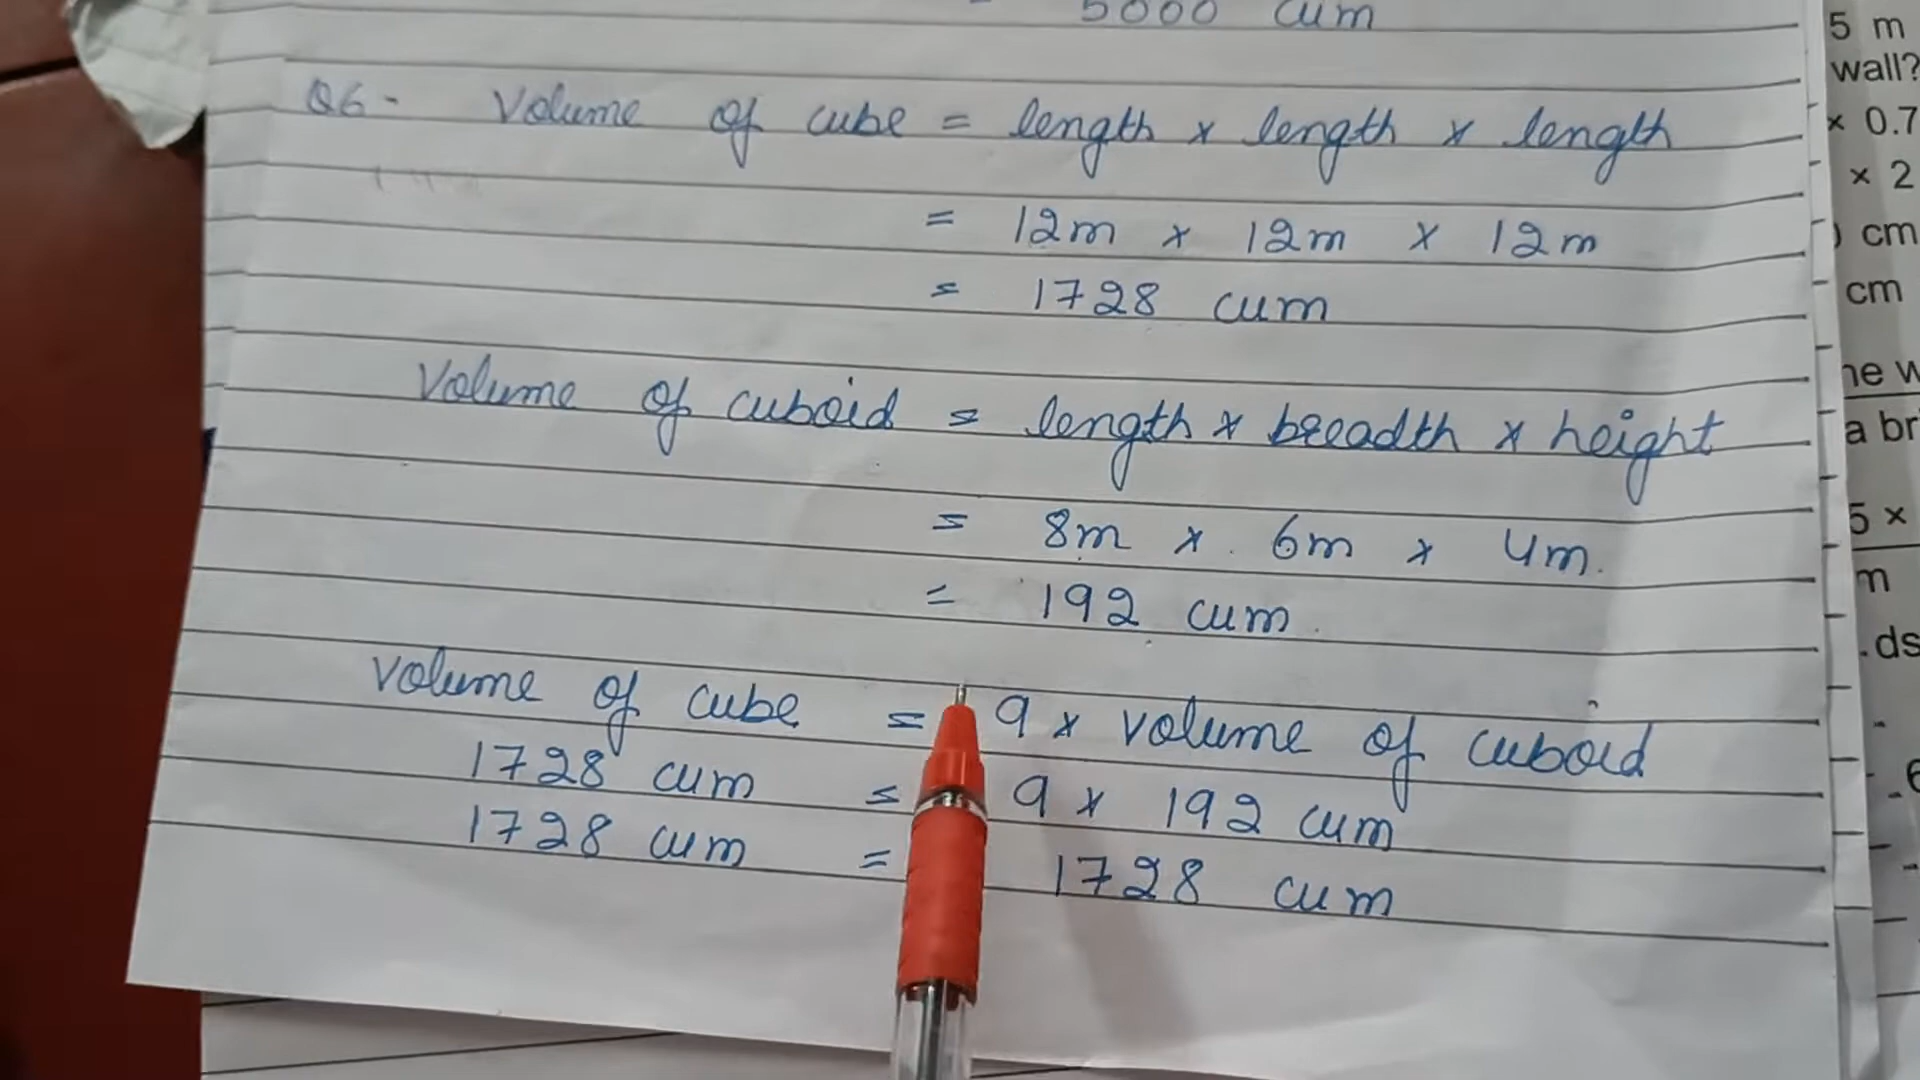 5000 cum
Q6- Volume of cube = length × length × length
= 12m × 12m × 12m
= 1728 cum
Volume of cuboid = length × breadth × height
= 8m × 6m × 4m.
= 192 cum
Volume of cube = 9 × volume of cuboid
1728 cum = 9 × 192 cum
1728 cum = 1728 cum
5 m
wall?
× 0.7
× 2
cm
cm
a br
5 ×
m
.ds